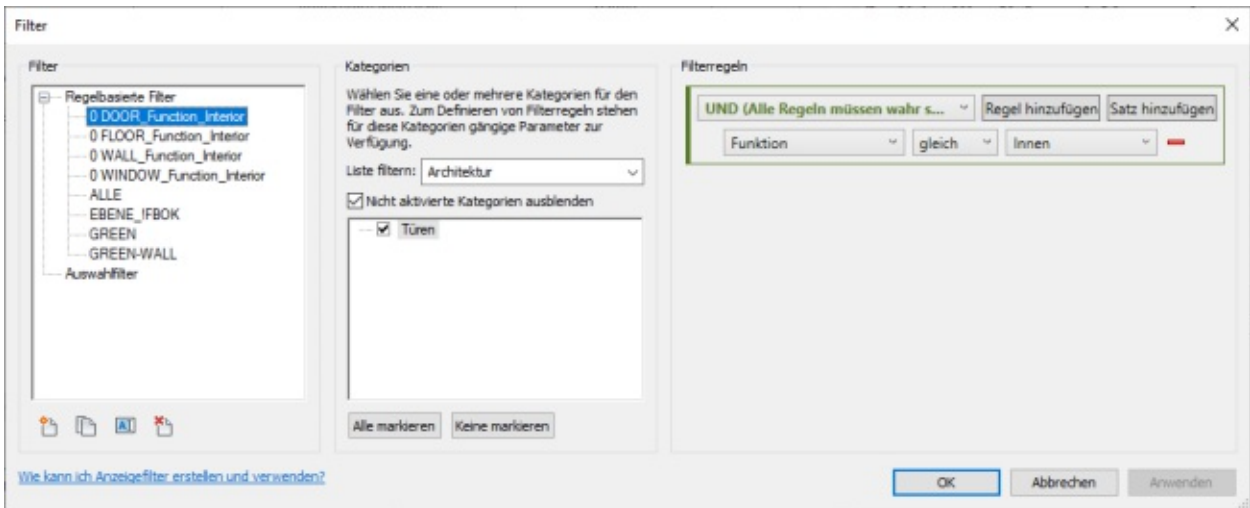 Filter
Filter
Regelbasierte Filter
0 DOOR_Function_Interior
0 FLOOR_Function_Interior
0 WALL_Function_Interior
0 WINDOW_Function_Interior
ALLE
EBENE_!FBOK
GREEN
GREEN-WALL
Auswahlfilter
Wie kann ich Anzeigefilter erstellen und verwenden?
Kategorien
Wählen Sie eine oder mehrere Kategorien für den
Filter aus. Zum Definieren von Filterregeln stehen
für diese Kategorien gängige Parameter zur
Verfügung.
Liste filtern: Architektur
Nicht aktivierte Kategorien ausblenden
Türen
Alle markieren Keine markieren
Filterregeln
UND (Alle Regeln müssen wahr s... Regel hinzufügen Satz hinzufügen
Funktion gleich Innen
OK Abbrechen Anwenden